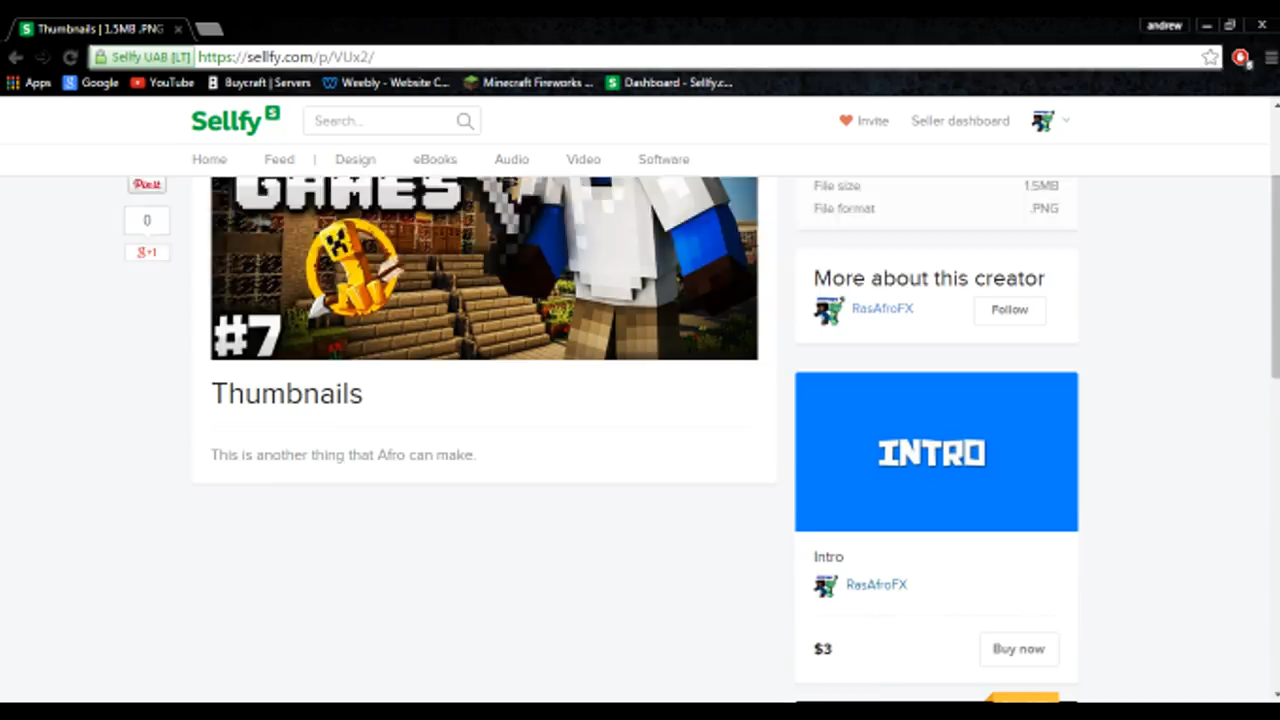 Thumbnails | 1.5MB .PNG
andrew
Sellfy UAB [LT] https://sellfy.com/p/VUx2/
Apps Google YouTube Buycraft | Servers Weebly - Website C... Minecraft Fireworks ... Dashboard - Sellfy.c...
Sellfy S Search... Invite Seller dashboard
Home Feed | Design eBooks Audio Video Software
Pin it
0
g+1
GAMES
#7
File size 1.5MB
File format .PNG
More about this creator
RasAfroFX Follow
Thumbnails
This is another thing that Afro can make.
INTRO
Intro
RasAfroFX
$3 Buy now